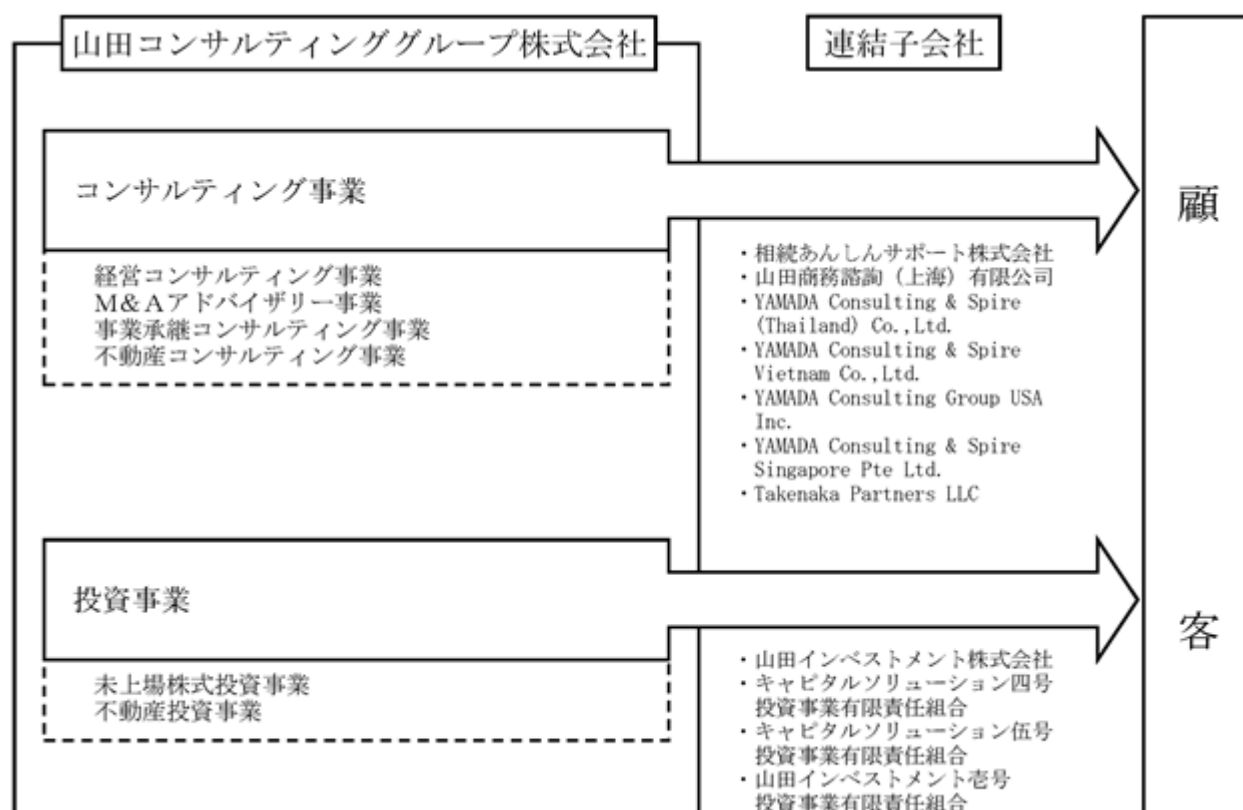 山田コンサルティンググループ株式会社
連結子会社
顧
客
コンサルティング事業
経営コンサルティング事業
M&Aアドバイザリー事業
事業承継コンサルティング事業
不動産コンサルティング事業
・相続あんしんサポート株式会社
・山田商務諮詢（上海）有限公司
・YAMADA Consulting & Spire
(Thailand) Co.,Ltd.
・YAMADA Consulting & Spire
Vietnam Co.,Ltd.
・YAMADA Consulting Group USA
Inc.
・YAMADA Consulting & Spire
Singapore Pte Ltd.
・Takenaka Partners LLC
投資事業
未上場株式投資事業
不動産投資事業
・山田インベストメント株式会社
・キャピタルソリューション四号
投資事業有限責任組合
・キャピタルソリューション伍号
投資事業有限責任組合
・山田インベストメント壱号
投資事業有限責任組合